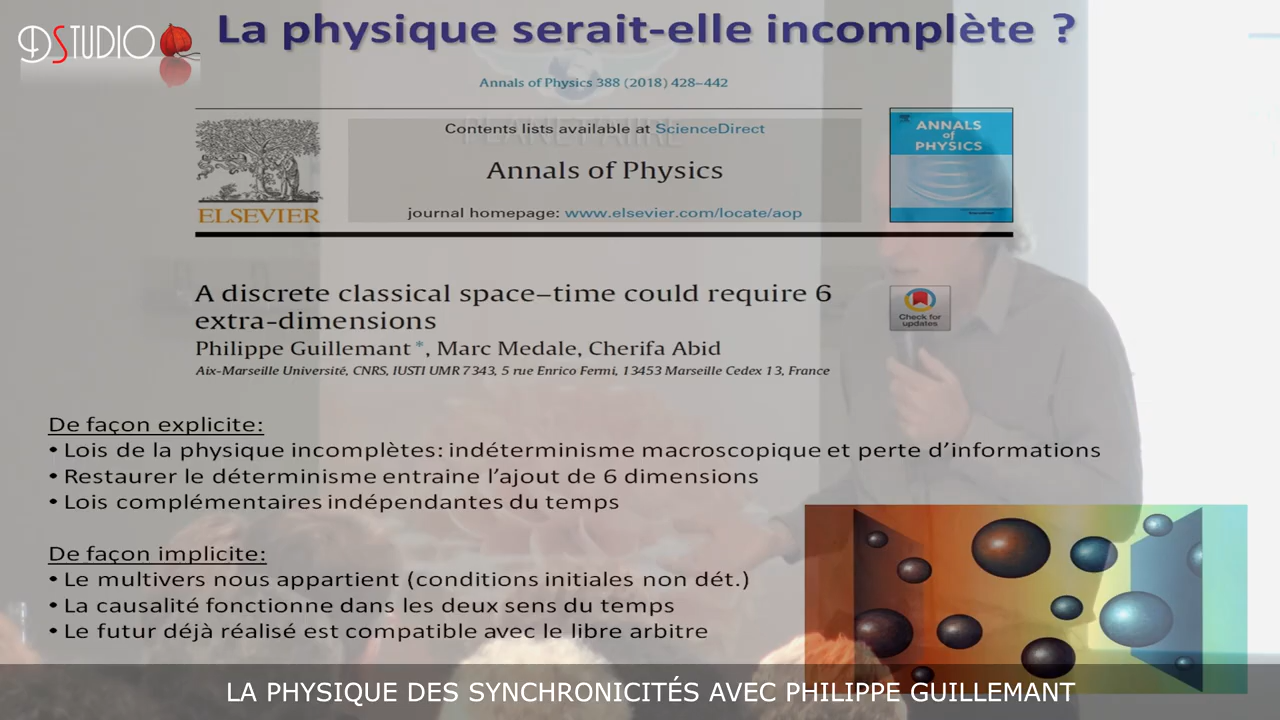 DSTUDIO
La physique serait-elle incomplète ?
Annals of Physics 388 (2018) 428–442
Contents lists available at ScienceDirect
Annals of Physics
journal homepage: www.elsevier.com/locate/aop
ELSEVIER
ANNALS
of
PHYSICS
A discrete classical space–time could require 6
extra-dimensions
Check for
updates
Philippe Guillemant *, Marc Medale, Cherifa Abid
Aix-Marseille Université, CNRS, IUSTI UMR 7343, 5 rue Enrico Fermi, 13453 Marseille Cedex 13, France
De façon explicite:
• Lois de la physique incomplètes: indéterminisme macroscopique et perte d’informations
• Restaurer le déterminisme entraine l’ajout de 6 dimensions
• Lois complémentaires indépendantes du temps
De façon implicite:
• Le multivers nous appartient (conditions initiales non dét.)
• La causalité fonctionne dans les deux sens du temps
• Le futur déjà réalisé est compatible avec le libre arbitre
LA PHYSIQUE DES SYNCHRONICITÉS AVEC PHILIPPE GUILLEMANT